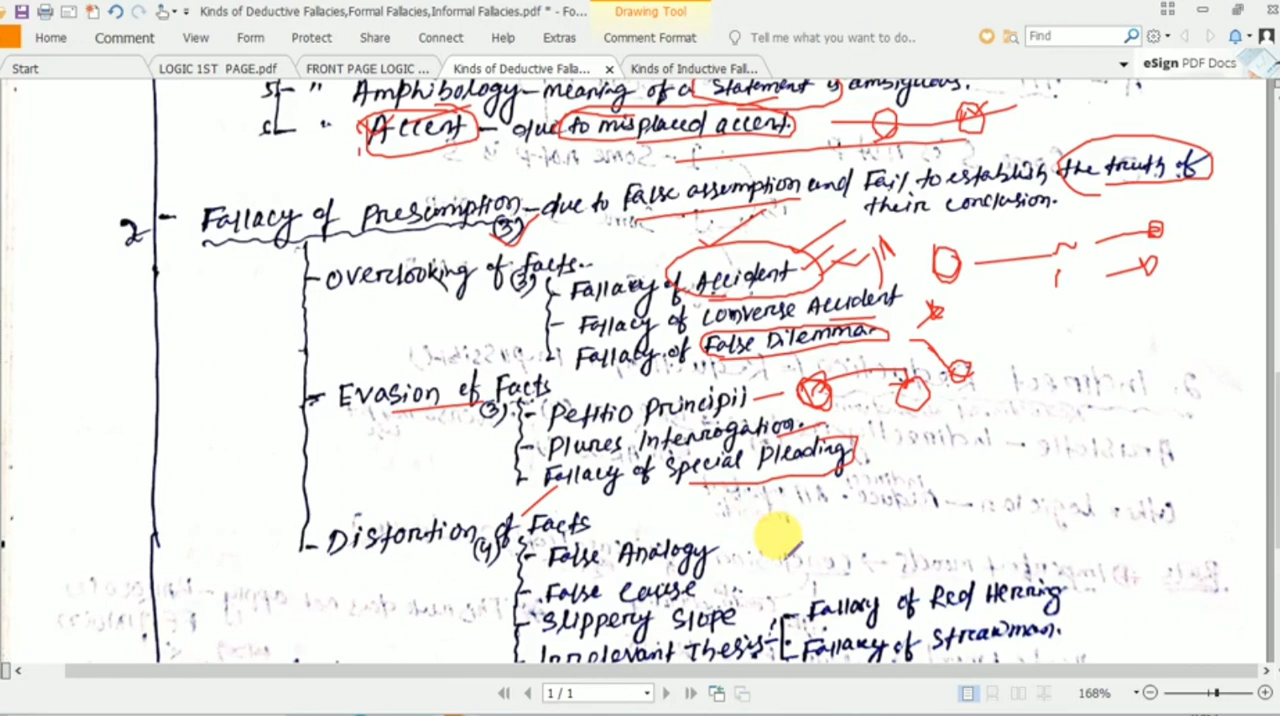 Kinds of Deductive Fallacies,Formal Fallacies,Informal Fallacies.pdf * - Fo...
Drawing Tool
Home Comment View Form Protect Share Connect Help Extras Comment Format Tell me what you want to do.. Find
Start LOGIC 1ST PAGE.pdf FRONT PAGE LOGIC ... Kinds of Deductive Falla... × Kinds of Inductive Fall... eSign PDF Docs
" Amphibology - meaning of a statement is ambiguous.
" Accent - due to misplaced accent.
2 - Fallacy of Presumption - due to False assumption and Fail to establish the truth of
their conclusion.
(3)
- Overlooking of Facts.
(3) - Fallacy of Accident
- Fallacy of Converse Accident
- Fallacy of False Dilemma
- Evasion of Facts
(3) - Petitio Principii
- Plures Interrogation.
- Fallacy of Special Pleading
- Distortion of Facts
(4) - False Analogy
- False Cause
- Slippery Slope
- Irrelevant Thesis - - Fallacy of Red Herring
- Fallacy of Strawman.
1 / 1 168%